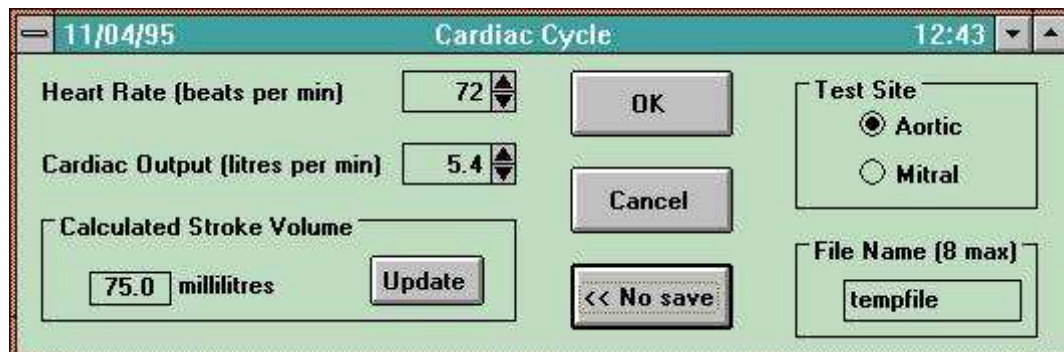 11/04/95 Cardiac Cycle 12:43
Heart Rate (beats per min) 72
Cardiac Output (litres per min) 5.4
Calculated Stroke Volume
75.0 millilitres Update
OK
Cancel
<< No save
Test Site
Aortic
Mitral
File Name (8 max)
tempfile